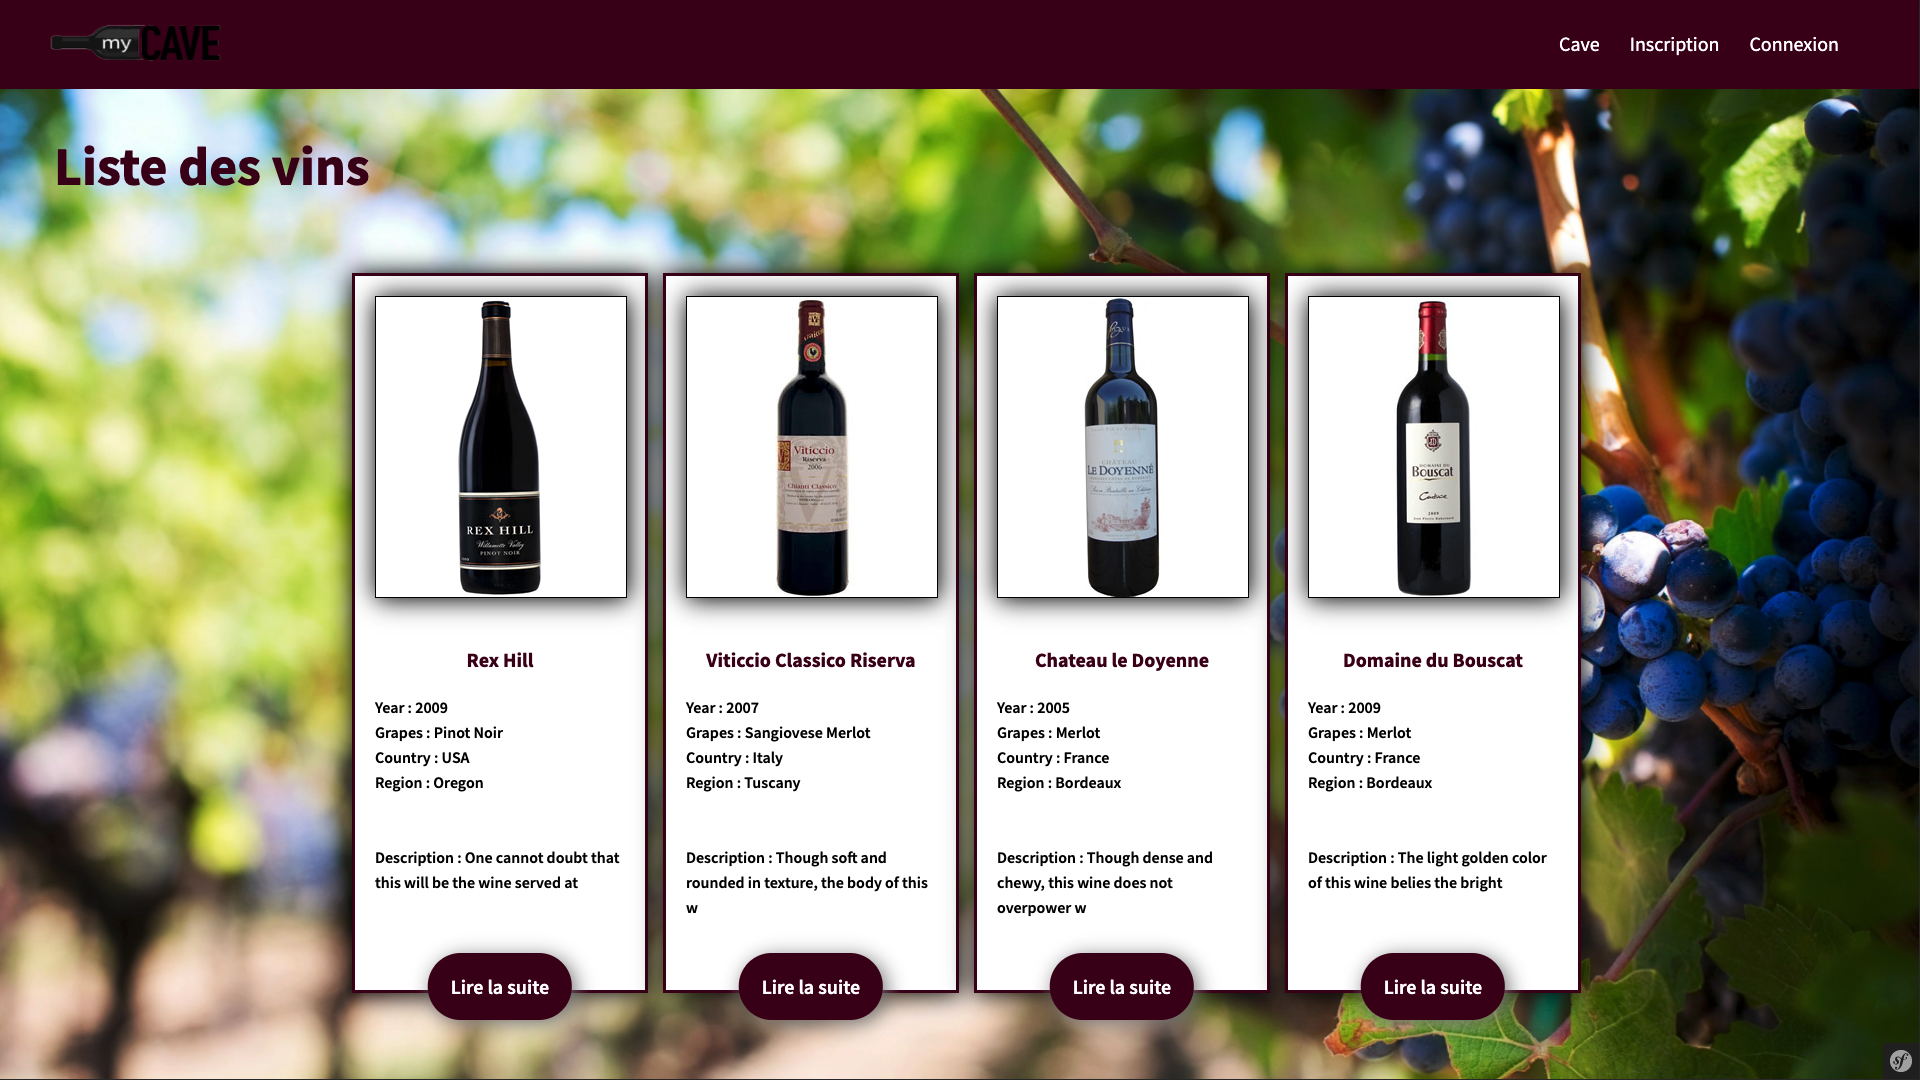 my CAVE
Cave
Inscription
Connexion
Liste des vins
REX HILL
Willamette Valley
PINOT NOIR
Viticcio
Riserva
2006
Chianti Classico
CHÂTEAU
LE DOYENNÉ
DOMAINE DU
Bouscat
Caduce
2009
Rex Hill
Year : 2009
Grapes : Pinot Noir
Country : USA
Region : Oregon
Description : One cannot doubt that
this will be the wine served at
Lire la suite
Viticcio Classico Riserva
Year : 2007
Grapes : Sangiovese Merlot
Country : Italy
Region : Tuscany
Description : Though soft and
rounded in texture, the body of this
w
Lire la suite
Chateau le Doyenne
Year : 2005
Grapes : Merlot
Country : France
Region : Bordeaux
Description : Though dense and
chewy, this wine does not
overpower w
Lire la suite
Domaine du Bouscat
Year : 2009
Grapes : Merlot
Country : France
Region : Bordeaux
Description : The light golden color
of this wine belies the bright
Lire la suite
sf